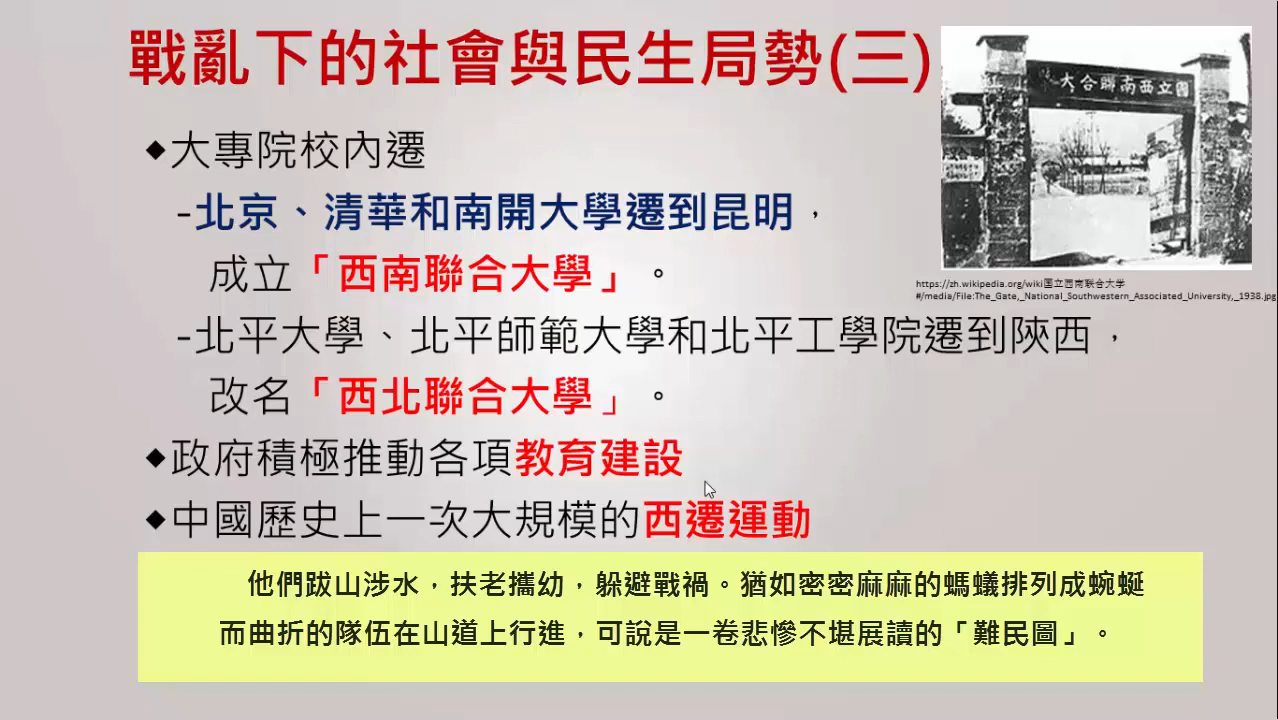 戰亂下的社會與民生局勢(三)
國立西南聯合大
https://zh.wikipedia.org/wiki国立西南联合大学
#/media/File:The_Gate,_National_Southwestern_Associated_University,_1938.jpg
◆大專院校內遷
-北京、清華和南開大學遷到昆明，
成立「西南聯合大學」。
-北平大學、北平師範大學和北平工學院遷到陝西，
改名「西北聯合大學」。
◆政府積極推動各項教育建設
◆中國歷史上一次大規模的西遷運動
他們跋山涉水，扶老攜幼，躲避戰禍。猶如密密麻麻的螞蟻排列成蜿蜒
而曲折的隊伍在山道上行進，可說是一卷悲慘不堪展讀的「難民圖」。